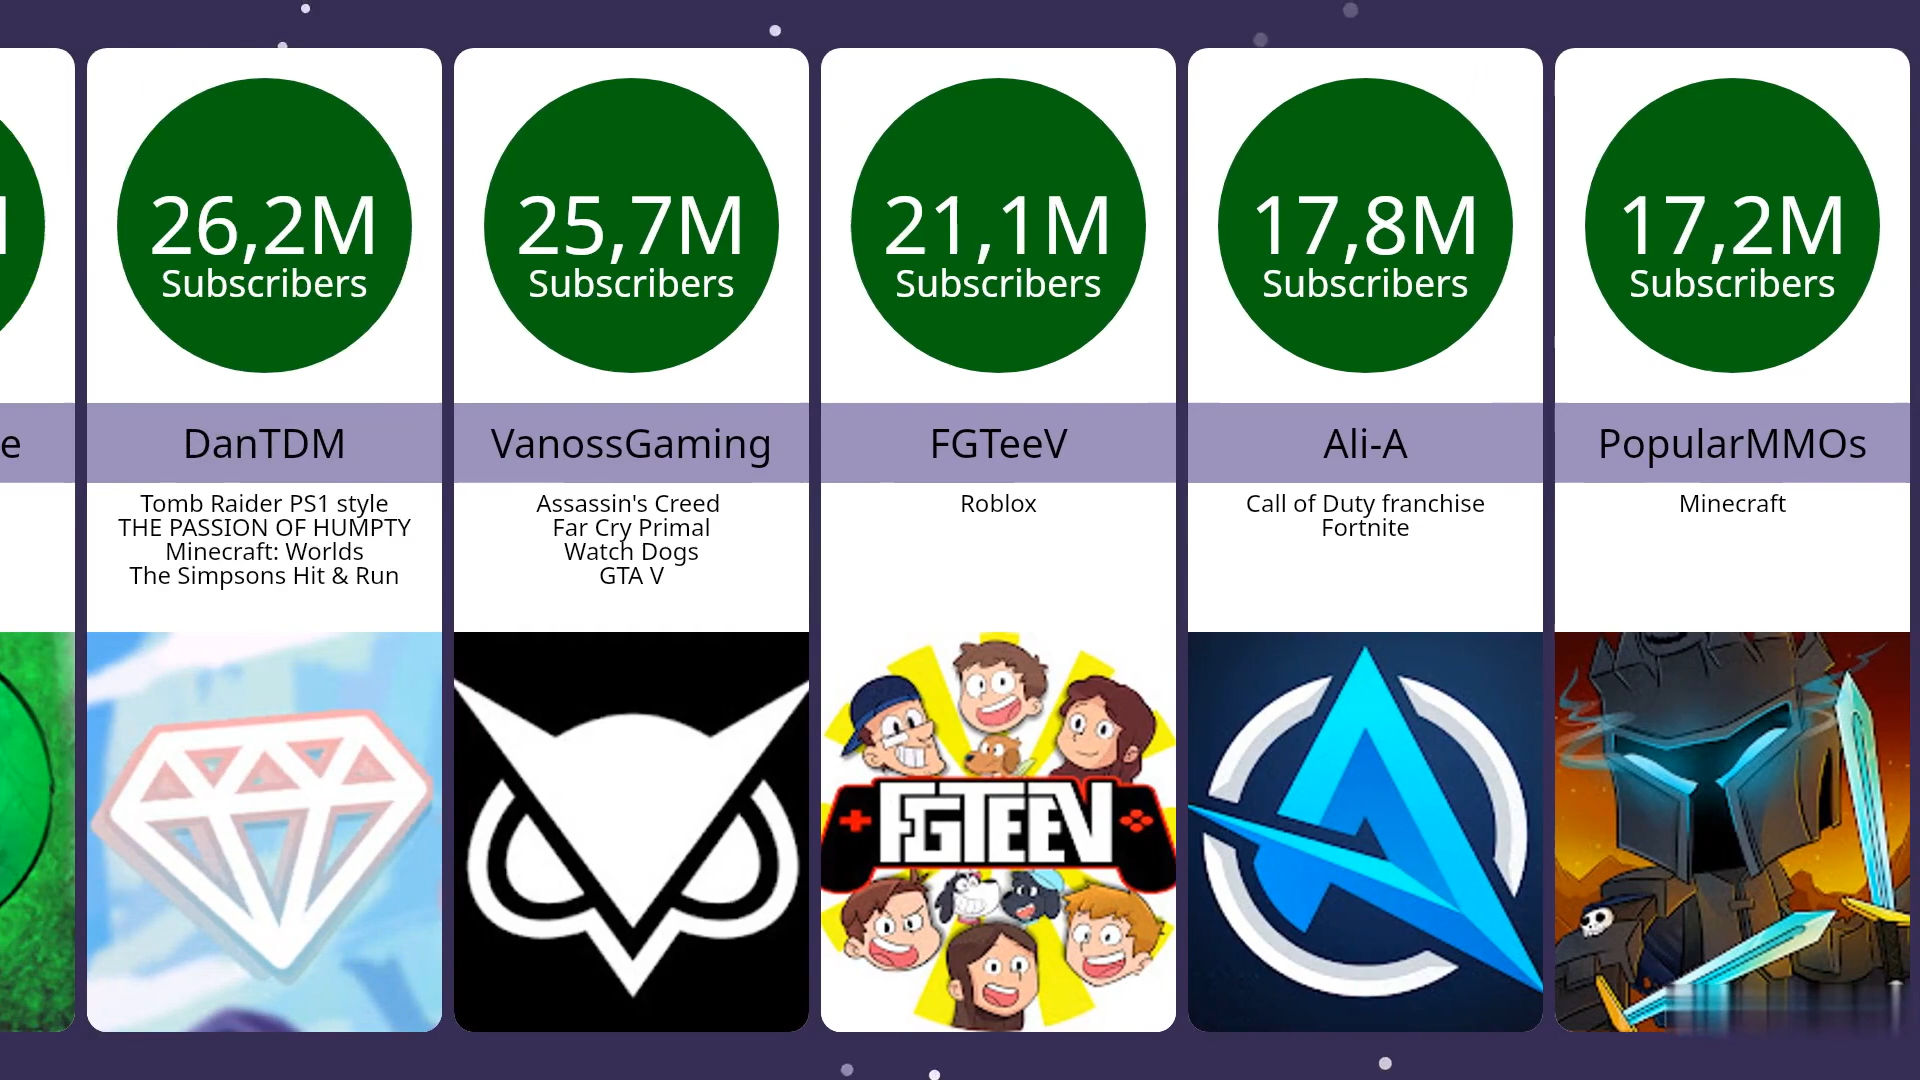 M
e
26,2M
Subscribers
DanTDM
Tomb Raider PS1 style
THE PASSION OF HUMPTY
Minecraft: Worlds
The Simpsons Hit & Run
25,7M
Subscribers
VanossGaming
Assassin's Creed
Far Cry Primal
Watch Dogs
GTA V
21,1M
Subscribers
FGTeeV
Roblox
FGTEEV
17,8M
Subscribers
Ali-A
Call of Duty franchise
Fortnite
17,2M
Subscribers
PopularMMOs
Minecraft